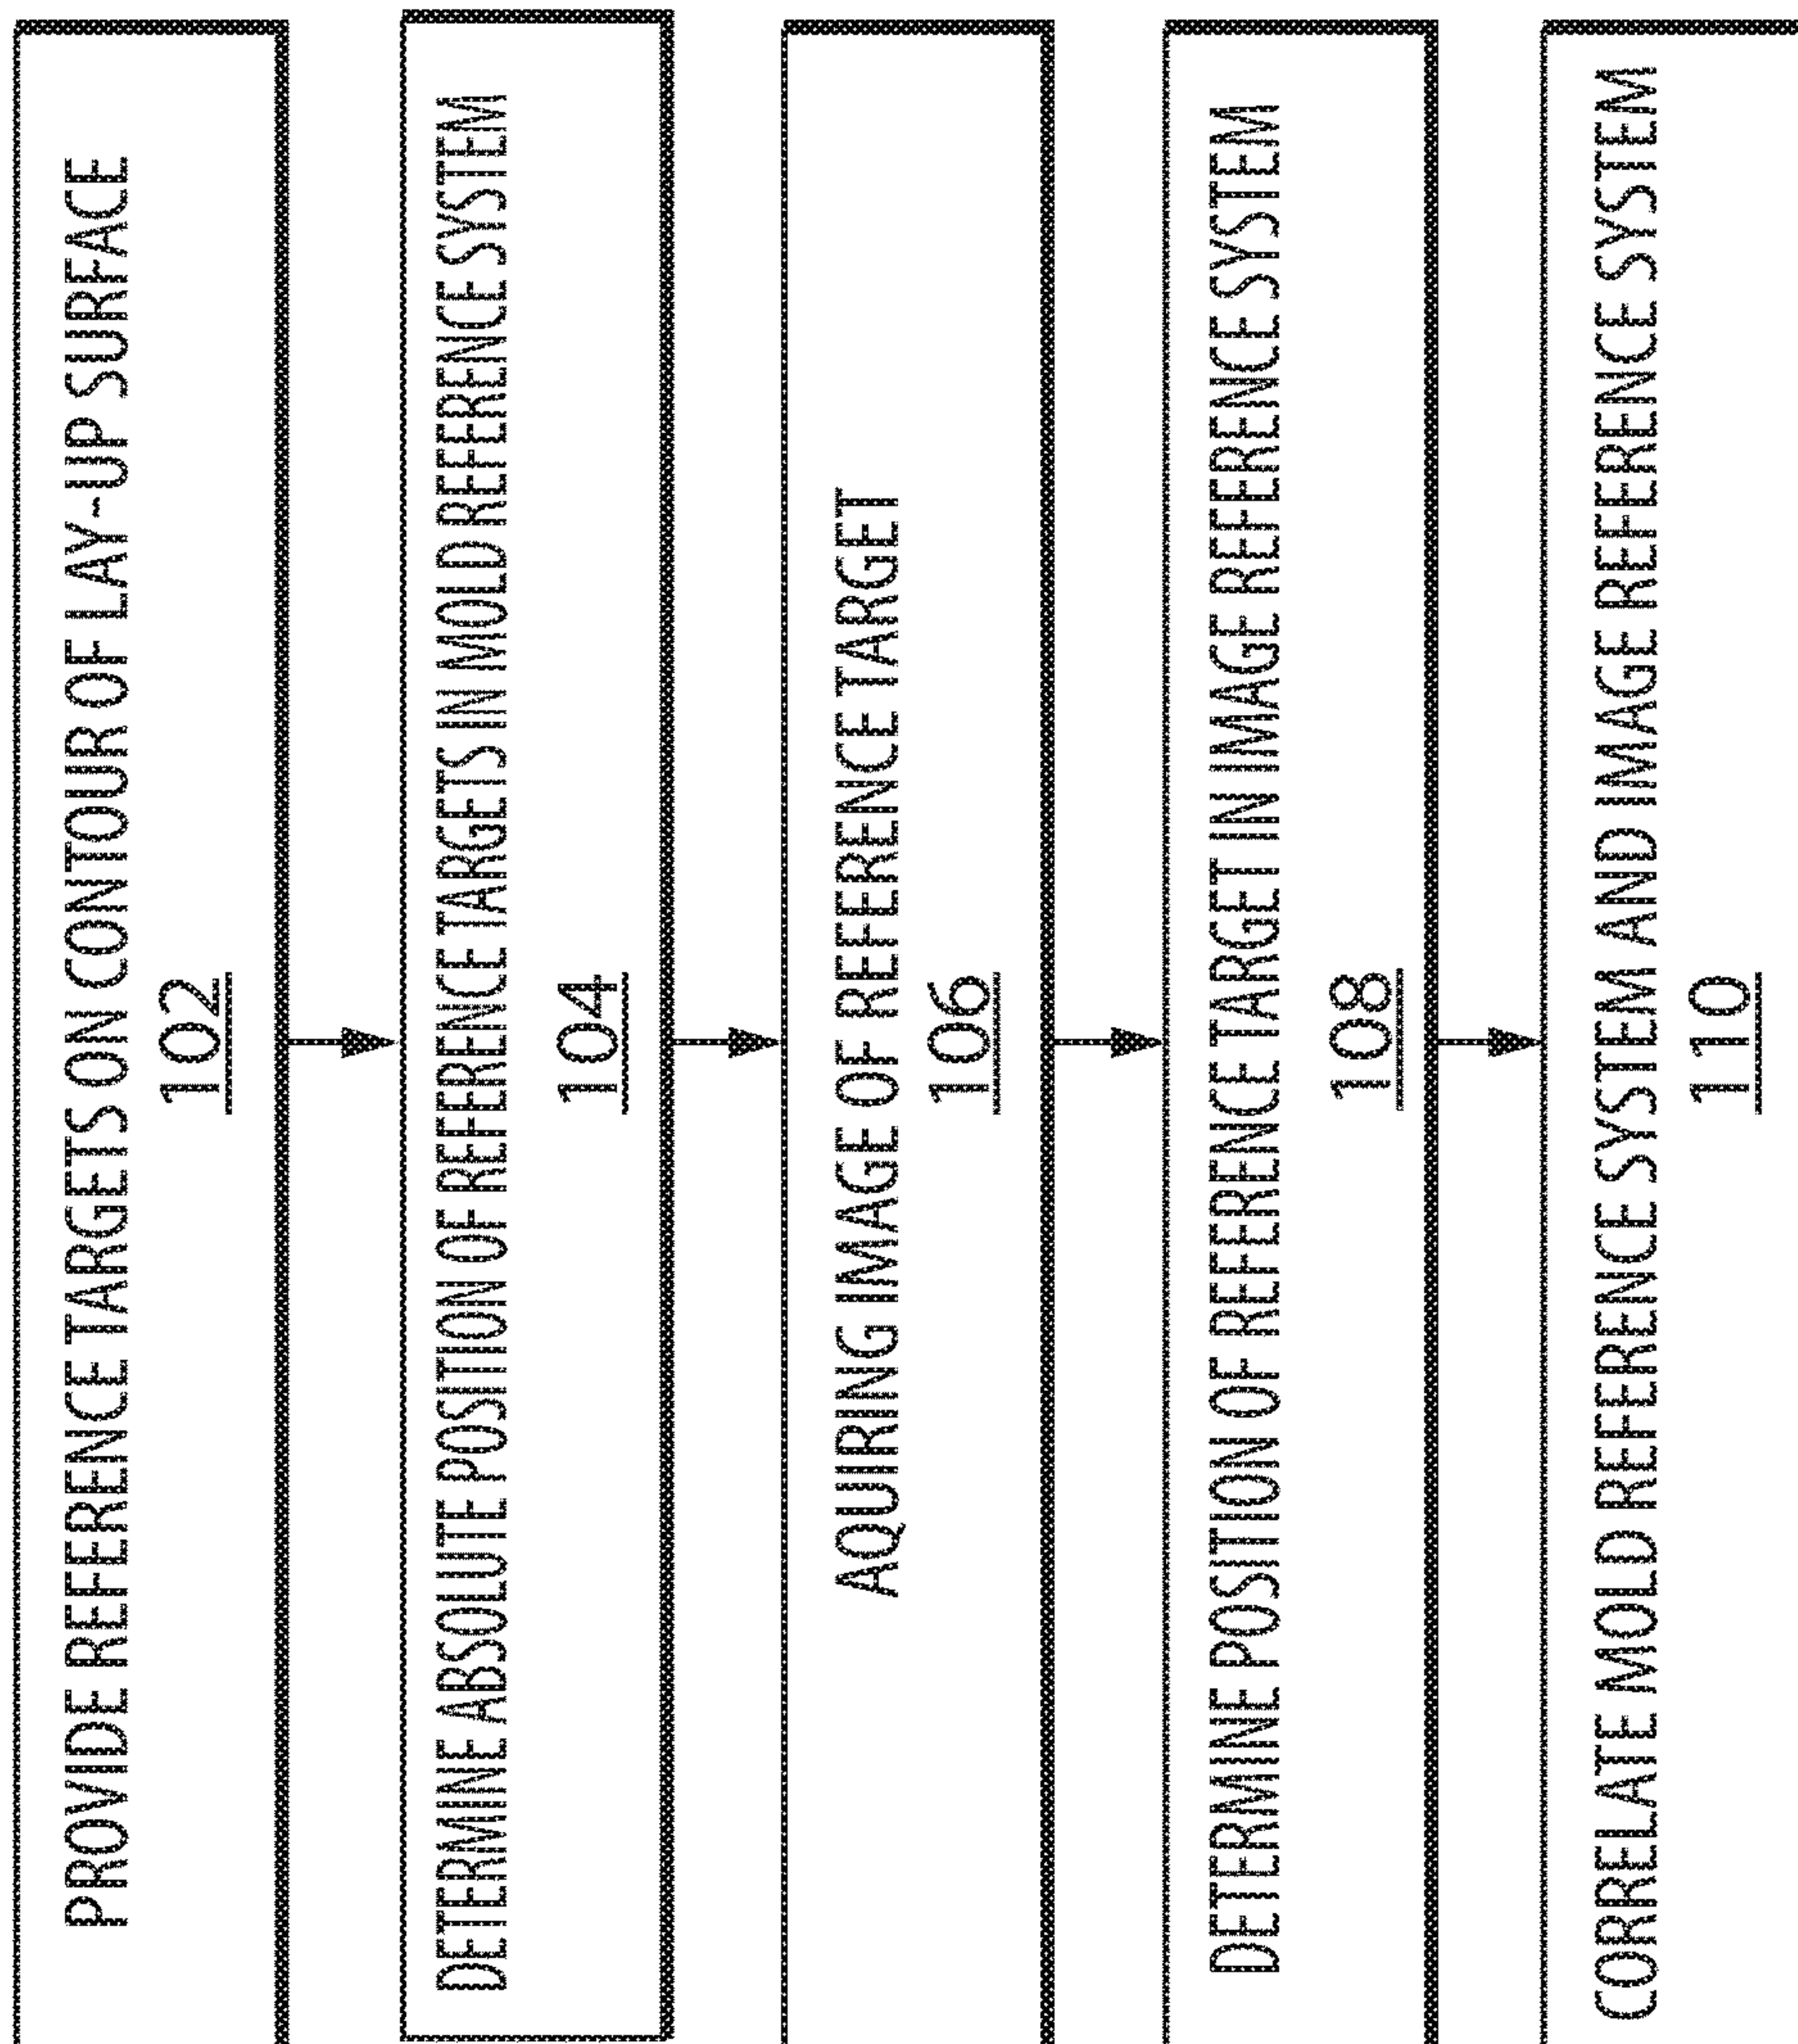 PROVIDE REFERENCE TARGETS ON CONTOUR OF LAY-UP SURFACE
102
DETERMINE ABSOLUTE POSITION OF REFERENCE TARGETS IN MOLD REFERENCE SYSTEM
104
AQUIRING IMAGE OF REFERENCE TARGET
106
DETERMINE POSITION OF REFERENCE TARGET IN IMAGE REFERENCE SYSTEM
108
CORRELATE MOLD REFERENCE SYSTEM AND IMAGE REFERENCE SYSTEM
110